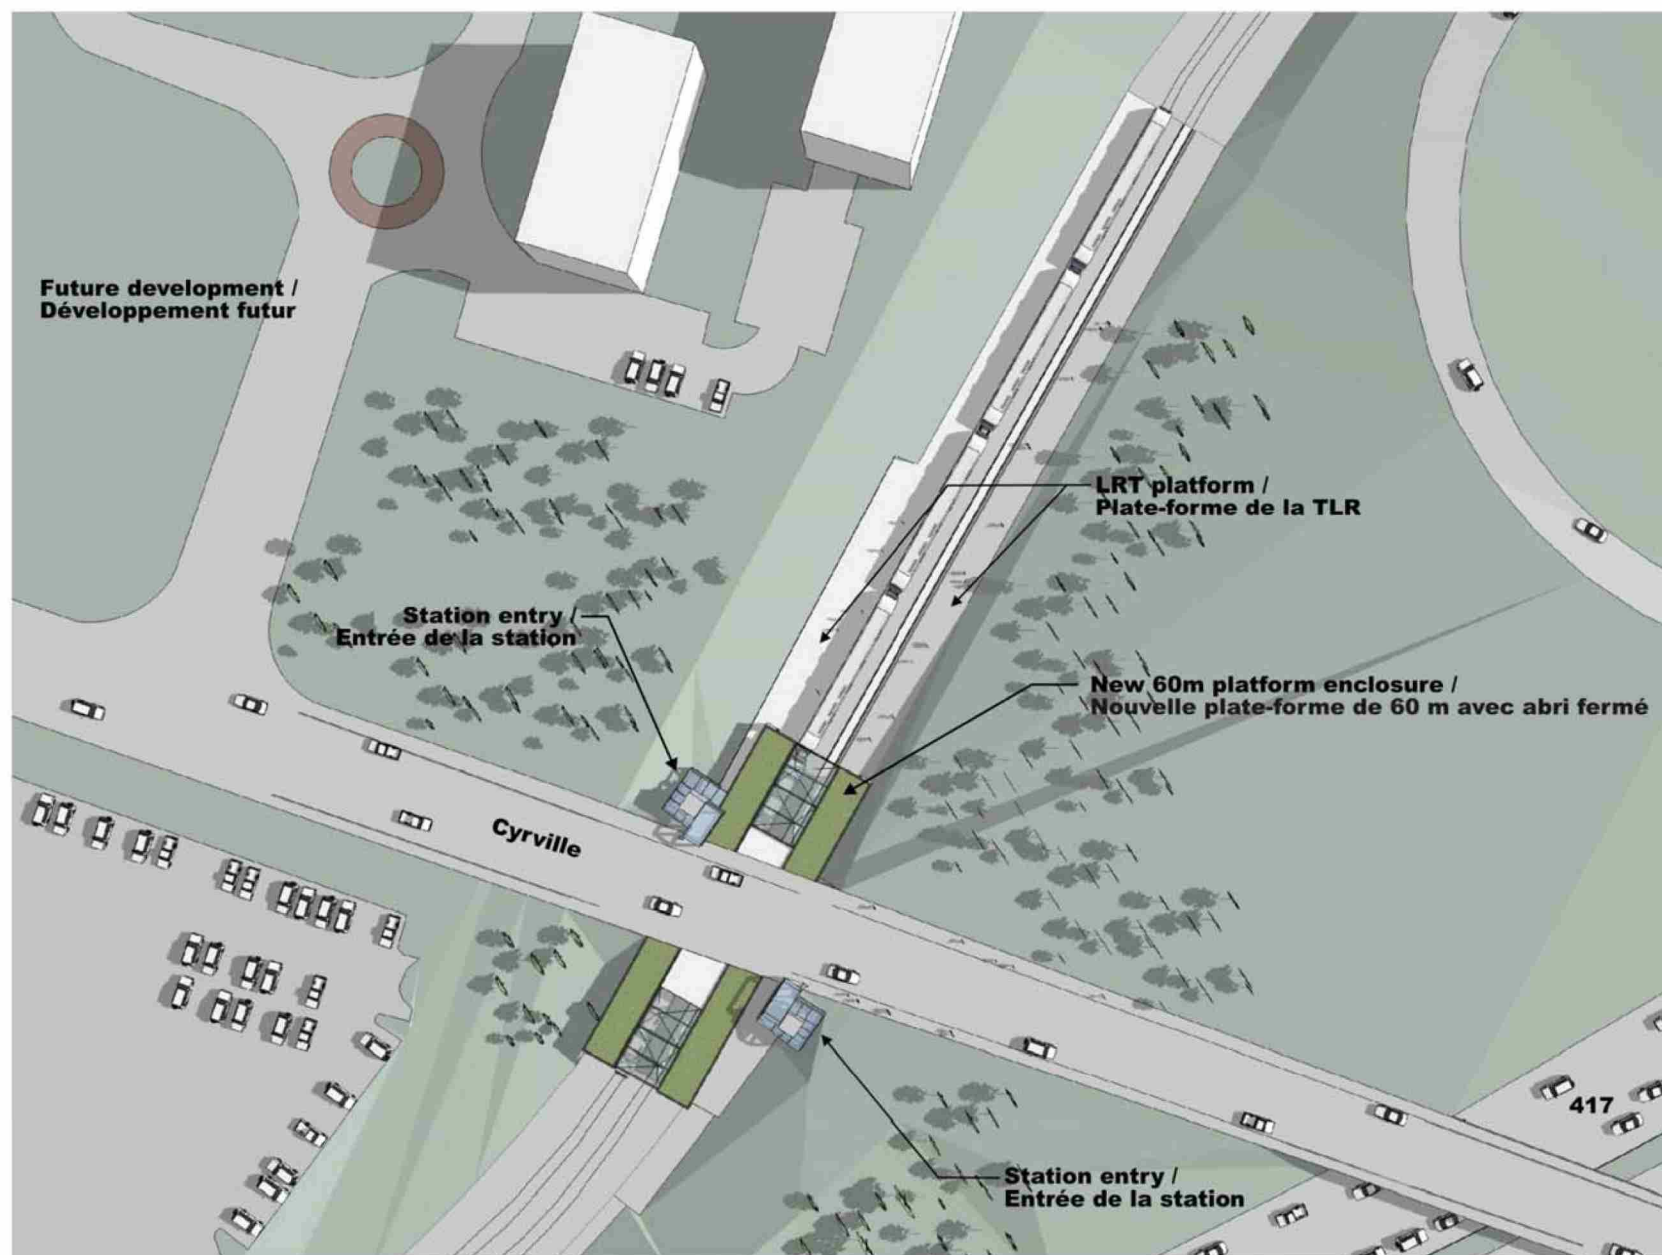 Future development /
Développement futur
LRT platform /
Plate-forme de la TLR
Station entry /
Entrée de la station
New 60m platform enclosure /
Nouvelle plate-forme de 60 m avec abri fermé
Cyrville
417
Station entry /
Entrée de la station